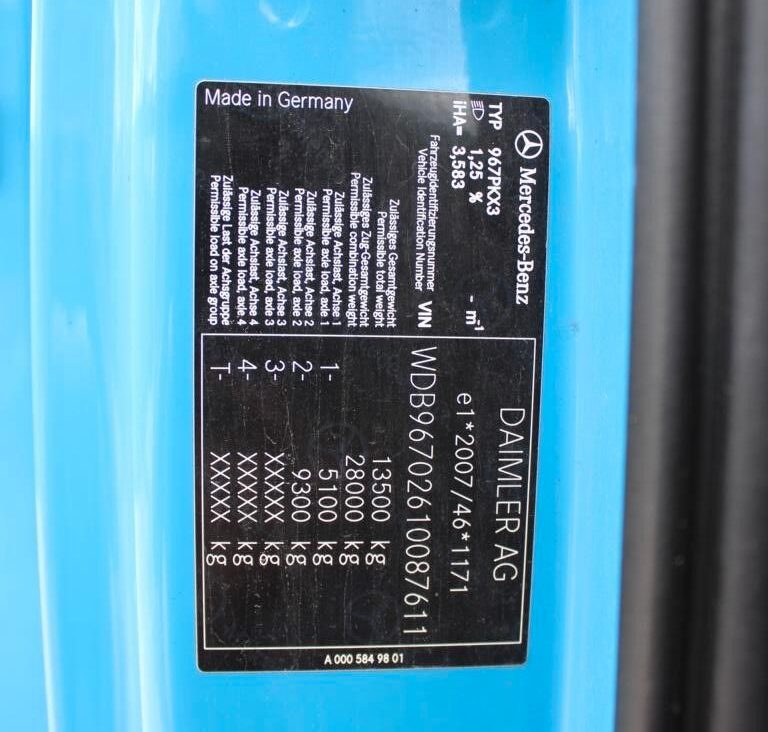 Mercedes-Benz
TYP 967PKX3
1,25 % - m⁻¹
iHA= 3,583
Fahrzeugidentifizierungsnummer
Vehicle Identification Number VIN
Zulässiges Gesamtgewicht
Permissible total weight
Zulässiges Zug-Gesamtgewicht
Permissible combination weight
Zulässige Achslast, Achse 1
Permissible axle load, axle 1
Zulässige Achslast, Achse 2
Permissible axle load, axle 2
Zulässige Achslast, Achse 3
Permissible axle load, axle 3
Zulässige Achslast, Achse 4
Permissible axle load, axle 4
Zulässige Last der Achsgruppe
Permissible load on axle group
Made in Germany
DAIMLER AG
e1*2007/46*1171
WDB96702610087611
13500 kg
28000 kg
1- 5100 kg
2- 9300 kg
3- XXXXX kg
4- XXXXX kg
T- XXXXX kg
A 000 584 98 01